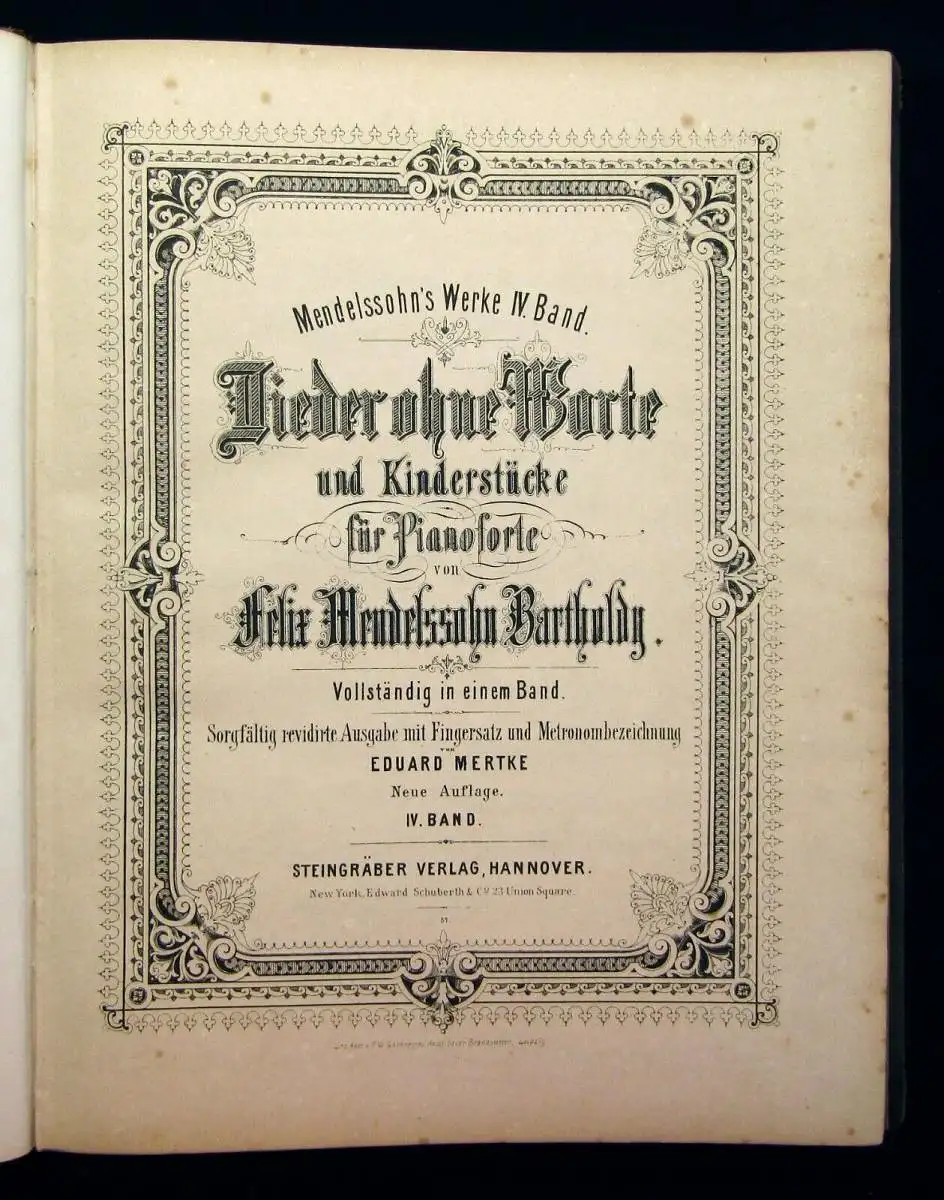 Mendelssohn's Werke IV. Band.
Lieder ohne Worte
und Kinderstücke
für Pianoforte
von
Felix Mendelssohn Bartholdy.
Vollständig in einem Band.
Sorgfältig revidirte Ausgabe mit Fingersatz und Metronombezeichnung
von
EDUARD MERTKE
Neue Auflage.
IV. BAND.
STEINGRÄBER VERLAG, HANNOVER.
New York, Edward Schuberth & Co 23 Union Square.
57.
Leipzig